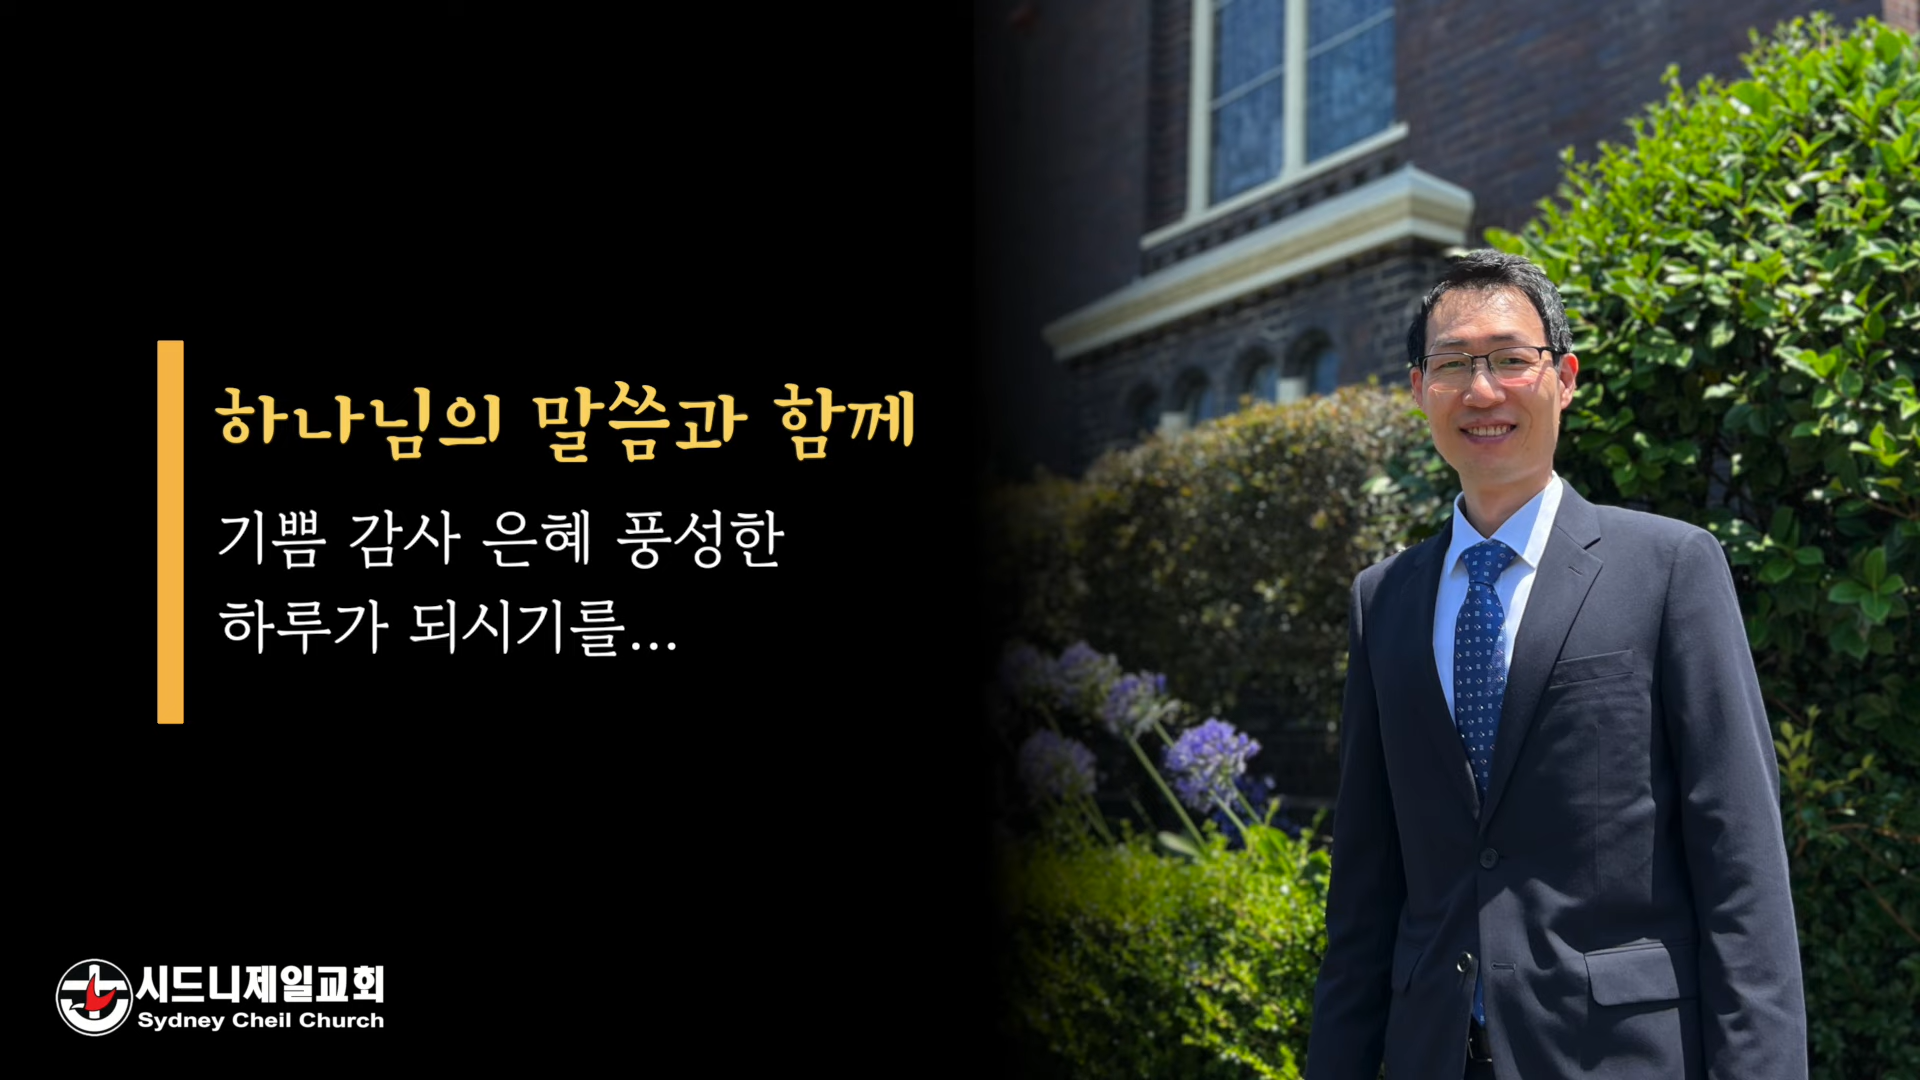 하나님의 말씀과 함께
기쁨 감사 은혜 풍성한
하루가 되시기를...
시드니제일교회
Sydney Cheil Church